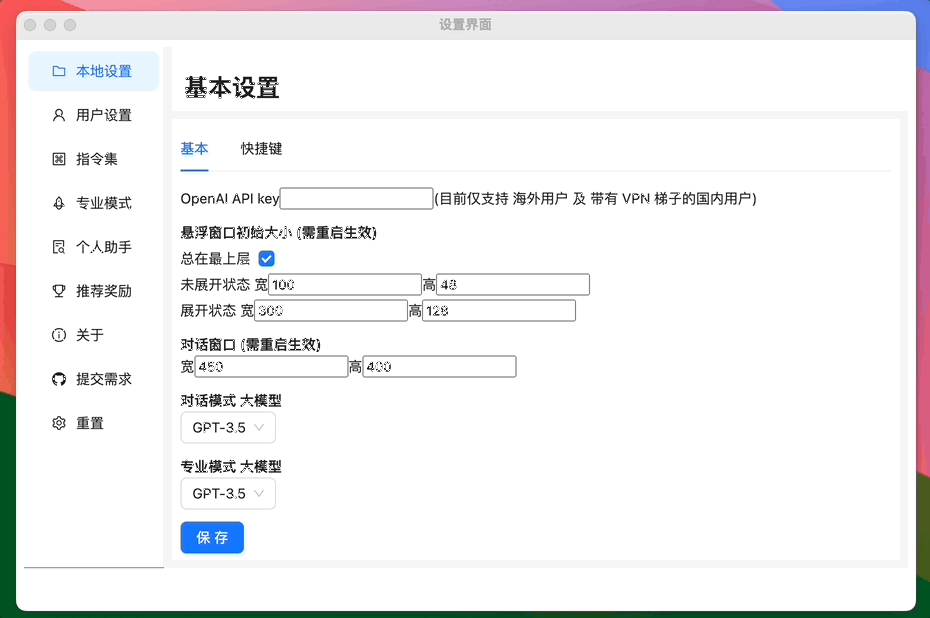 设置界面
本地设置
用户设置
指令集
专业模式
个人助手
推荐奖励
关于
提交需求
重置
基本设置
基本 快捷键
OpenAI API key (目前仅支持 海外用户 及 带有 VPN 梯子的国内用户)
悬浮窗口初始大小 (需重启生效)
总在最上层
未展开状态 宽 100 高 48
展开状态 宽 300 高 128
对话窗口 (需重启生效)
宽 450 高 400
对话模式 大模型
GPT-3.5
专业模式 大模型
GPT-3.5
保 存